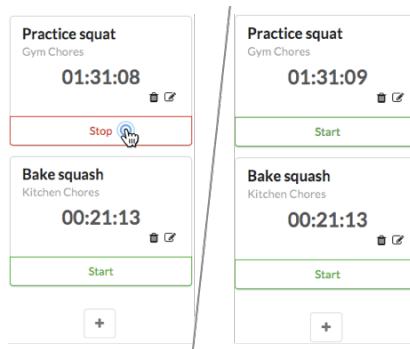 Practice squat
Gym Chores
01:31:08
Stop
Bake squash
Kitchen Chores
00:21:13
Start
+
Practice squat
Gym Chores
01:31:09
Start
Bake squash
Kitchen Chores
00:21:13
Start
+